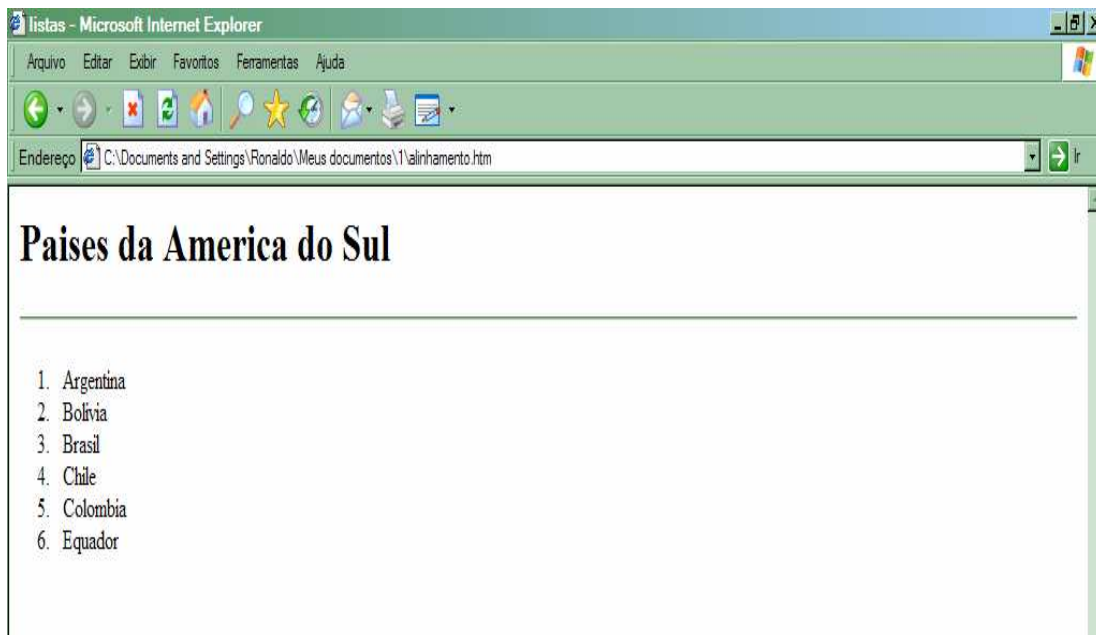 listas - Microsoft Internet Explorer
Arquivo Editar Exibir Favoritos Ferramentas Ajuda
Endereço C:\Documents and Settings\Ronaldo\Meus documentos\1\alinhamento.htm Ir
Paises da America do Sul
1. Argentina
2. Bolívia
3. Brasil
4. Chile
5. Colombia
6. Equador